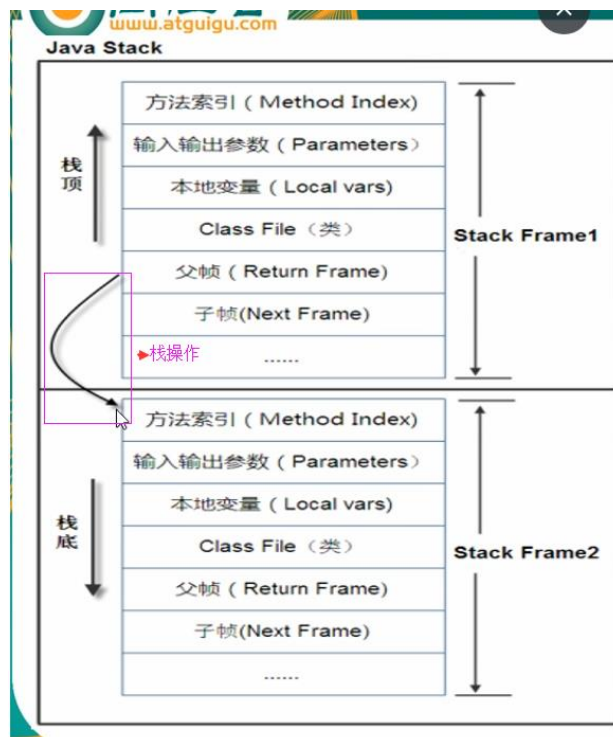 www.atguigu.com
Java Stack
方法索引 ( Method Index)
输入输出参数 ( Parameters）
本地变量 ( Local vars)
Class File （类）
父帧 ( Return Frame)
子帧(Next Frame)
......
栈顶
栈操作
Stack Frame1
方法索引 ( Method Index)
输入输出参数 ( Parameters）
本地变量 ( Local vars)
Class File （类）
父帧 ( Return Frame)
子帧(Next Frame)
......
栈底
Stack Frame2